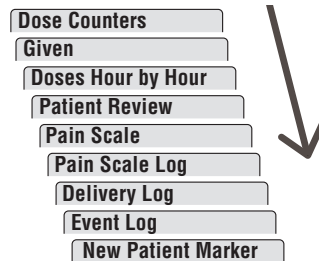 Dose Counters
Given
Doses Hour by Hour
Patient Review
Pain Scale
Pain Scale Log
Delivery Log
Event Log
New Patient Marker